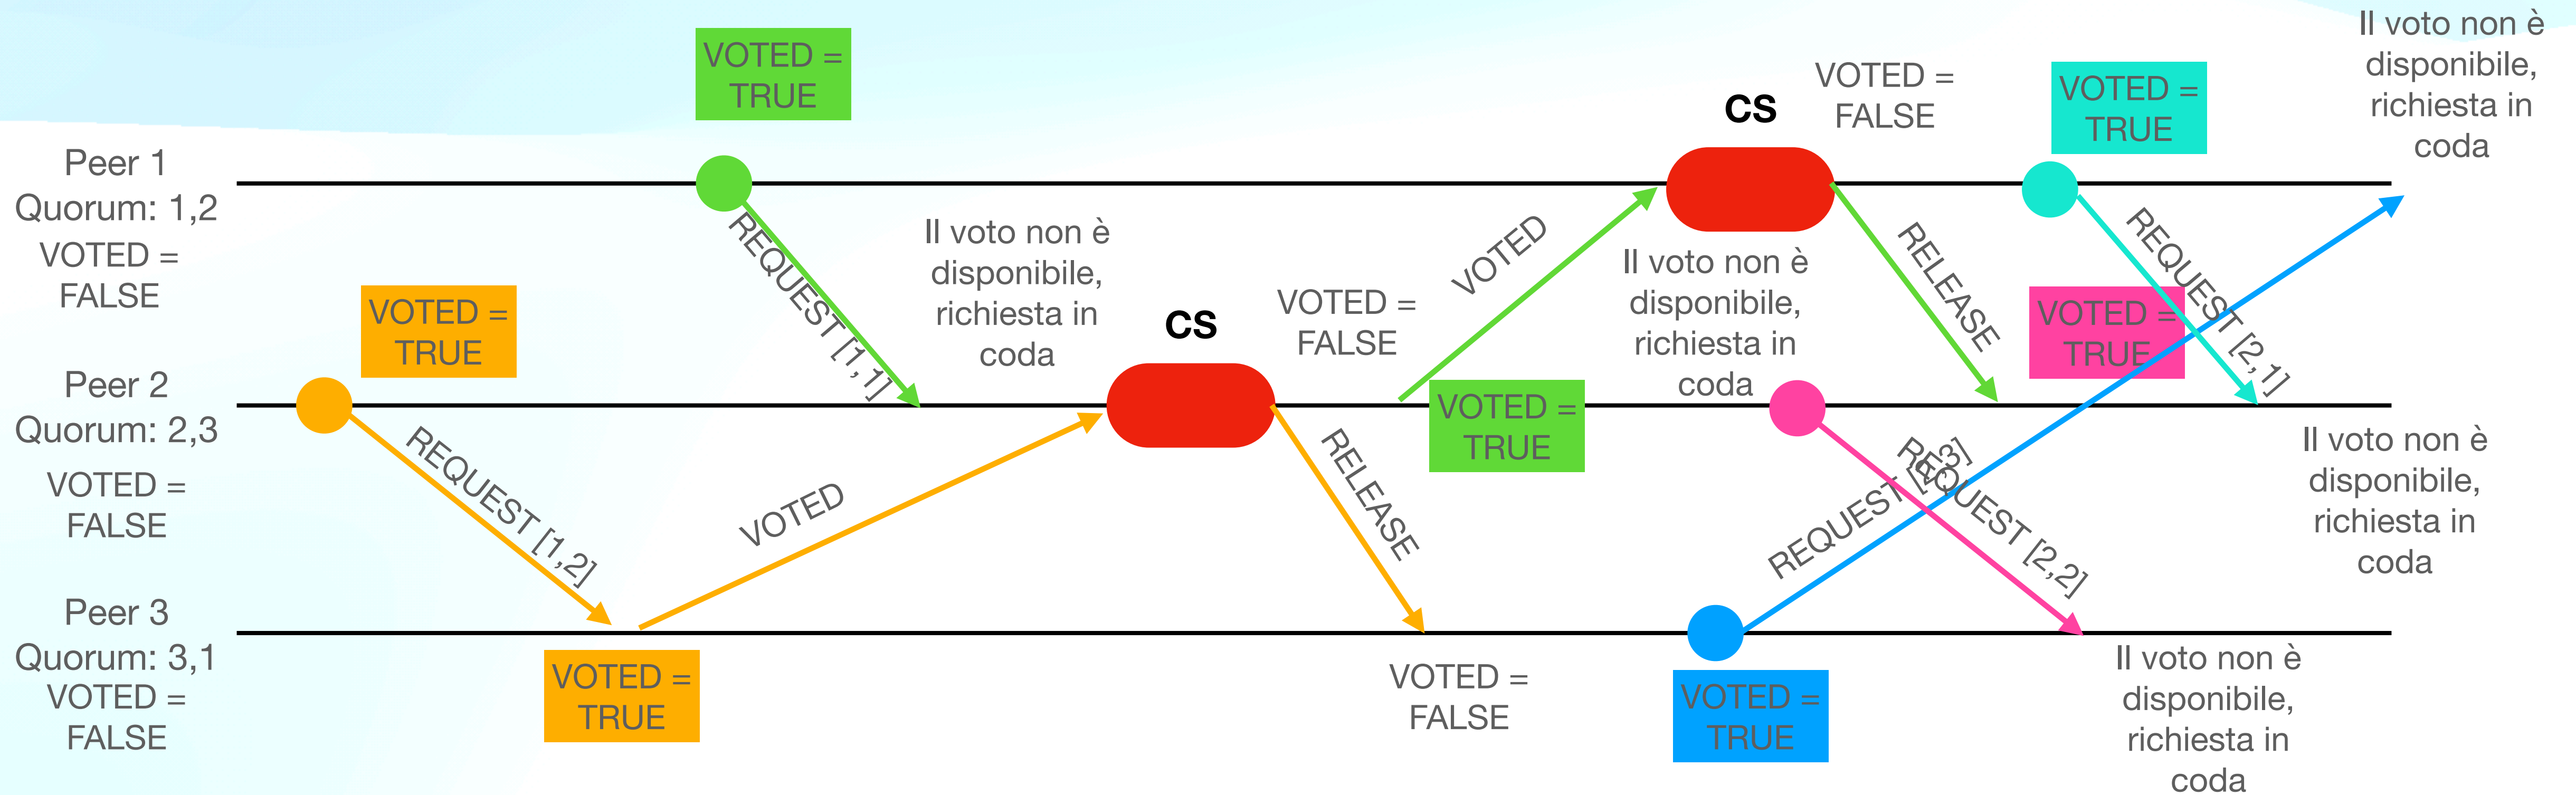 Il voto non è
disponibile,
richiesta in
coda
VOTED =
TRUE
CS
VOTED =
FALSE
VOTED =
TRUE
Peer 1
Quorum: 1,2
VOTED =
FALSE
REQUEST [1,1]
Il voto non è
disponibile,
richiesta in
coda
VOTED
Il voto non è
disponibile,
richiesta in
coda
RELEASE
REQUEST [2,1]
VOTED =
TRUE
VOTED =
TRUE
CS
VOTED =
FALSE
Peer 2
Quorum: 2,3
VOTED =
FALSE
REQUEST [1,2]
VOTED
RELEASE
VOTED =
TRUE
REQUEST [2,3]
REQUEST [2,2]
Il voto non è
disponibile,
richiesta in
coda
Peer 3
Quorum: 3,1
VOTED =
FALSE
VOTED =
TRUE
VOTED =
FALSE
VOTED =
TRUE
Il voto non è
disponibile,
richiesta in
coda